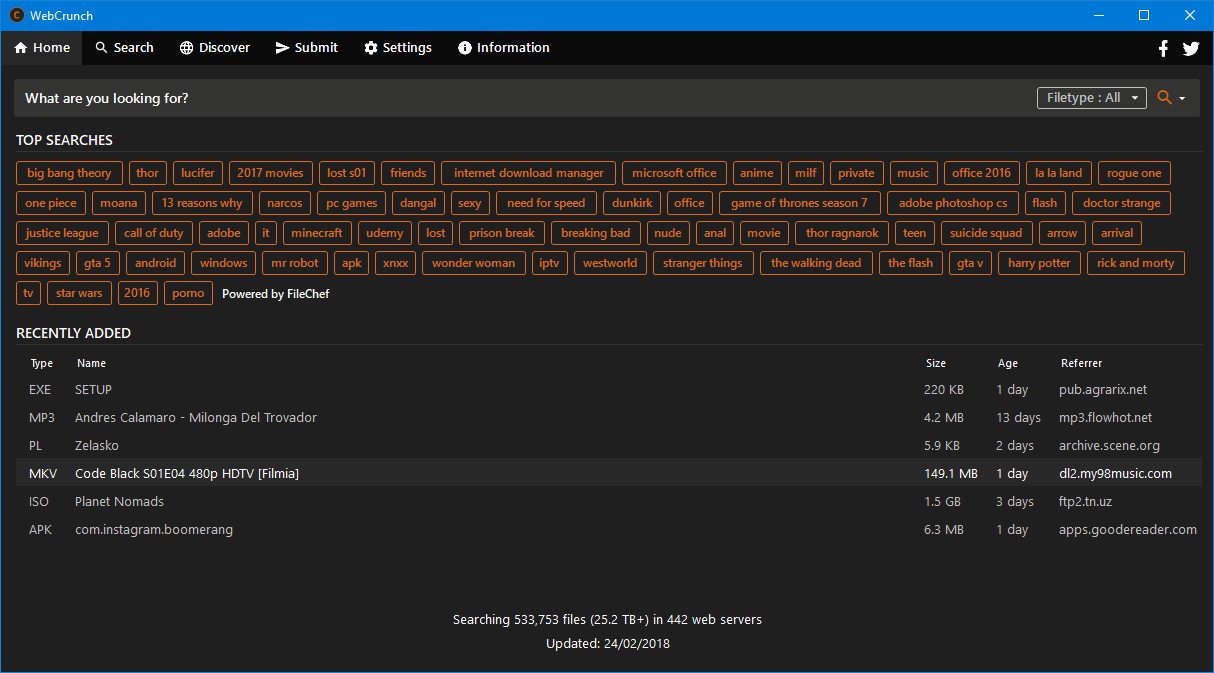 WebCrunch
Home Search Discover Submit Settings Information
What are you looking for? Filetype : All
TOP SEARCHES
big bang theory thor lucifer 2017 movies lost s01 friends internet download manager microsoft office anime milf private music office 2016 la la land rogue one
one piece moana 13 reasons why narcos pc games dangal sexy need for speed dunkirk office game of thrones season 7 adobe photoshop cs flash doctor strange
justice league call of duty adobe it minecraft udemy lost prison break breaking bad nude anal movie thor ragnarok teen suicide squad arrow arrival
vikings gta 5 android windows mr robot apk xnxx wonder woman iptv westworld stranger things the walking dead the flash gta v harry potter rick and morty
tv star wars 2016 porno Powered by FileChef
RECENTLY ADDED
Type Name Size Age Referrer
EXE SETUP 220 KB 1 day pub.agrarix.net
MP3 Andres Calamaro - Milonga Del Trovador 4.2 MB 13 days mp3.flowhot.net
PL Zelasko 5.9 KB 2 days archive.scene.org
MKV Code Black S01E04 480p HDTV [Filmia] 149.1 MB 1 day dl2.my98music.com
ISO Planet Nomads 1.5 GB 3 days ftp2.tn.uz
APK com.instagram.boomerang 6.3 MB 1 day apps.goodereader.com
Searching 533,753 files (25.2 TB+) in 442 web servers
Updated: 24/02/2018